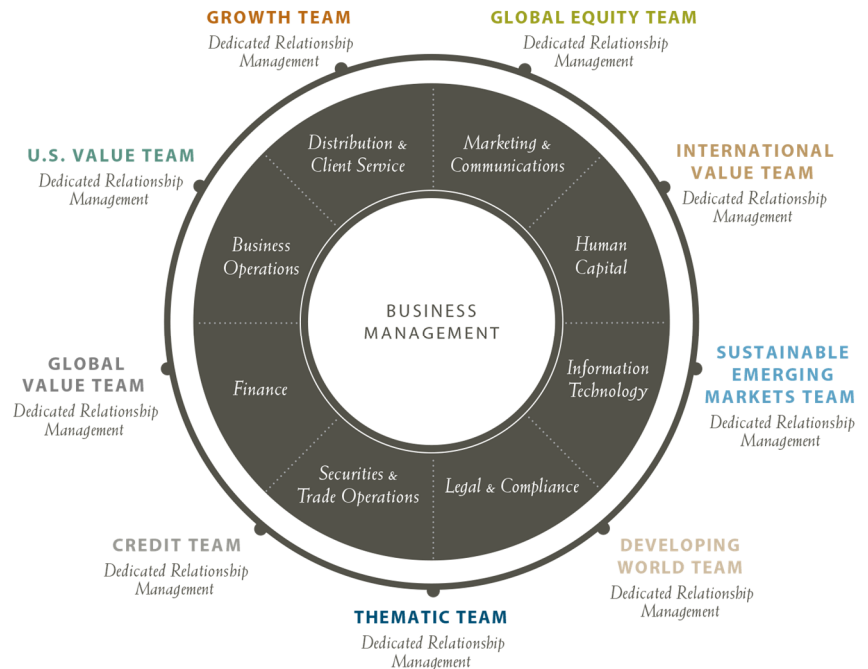 GROWTH TEAM
Dedicated Relationship
Management
GLOBAL EQUITY TEAM
Dedicated Relationship
Management
U.S. VALUE TEAM
Dedicated Relationship
Management
INTERNATIONAL
VALUE TEAM
Dedicated Relationship
Management
Distribution &
Client Service
Marketing &
Communications
Business
Operations
Human
Capital
BUSINESS
MANAGEMENT
GLOBAL
VALUE TEAM
Dedicated Relationship
Management
Finance
Information
Technology
SUSTAINABLE
EMERGING
MARKETS TEAM
Dedicated Relationship
Management
Securities &
Trade Operations
Legal & Compliance
CREDIT TEAM
Dedicated Relationship
Management
DEVELOPING
WORLD TEAM
Dedicated Relationship
Management
THEMATIC TEAM
Dedicated Relationship
Management